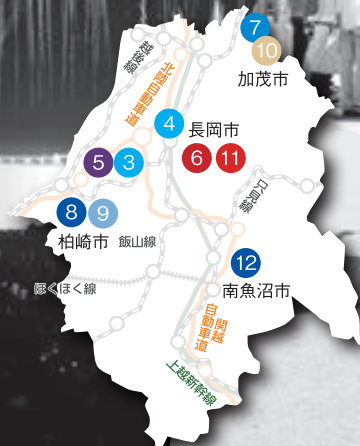 7
10
加茂市
越後線
北陸自動車道
4
長岡市
5
3
6
11
只見線
8
9
柏崎市
飯山線
12
南魚沼市
ほくほく線
関越
自動車道
上越新幹線